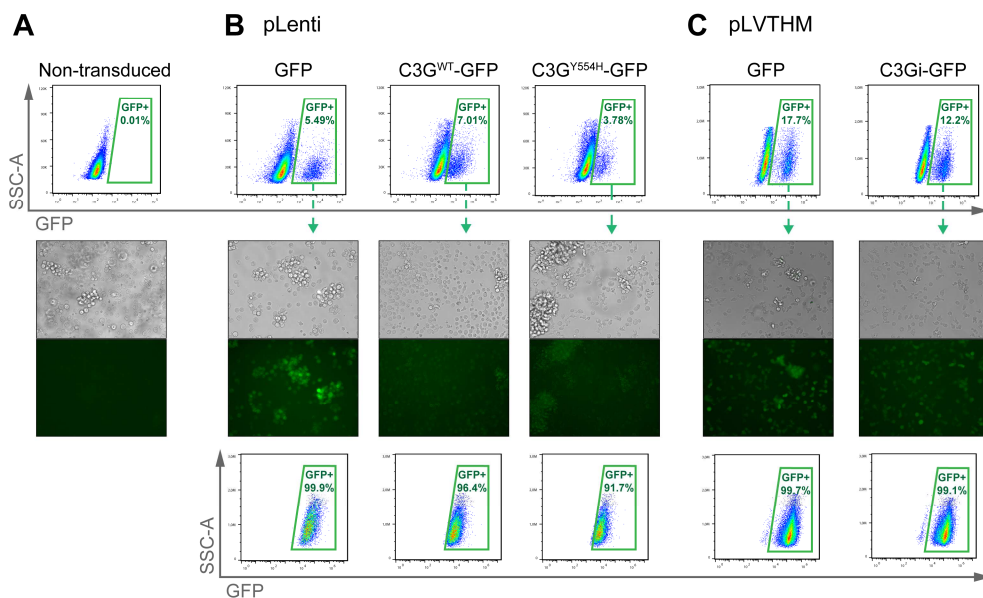 A
B pLenti
C pLVTHM
Non-transduced
GFP
C3G^WT-GFP
C3G^Y554H-GFP
GFP
C3Gi-GFP
GFP+
0.01%
GFP+
5.49%
GFP+
7.01%
GFP+
3.78%
GFP+
17.7%
GFP+
12.2%
SSC-A
GFP
GFP+
99.9%
GFP+
96.4%
GFP+
91.7%
GFP+
99.7%
GFP+
99.1%
SSC-A
GFP